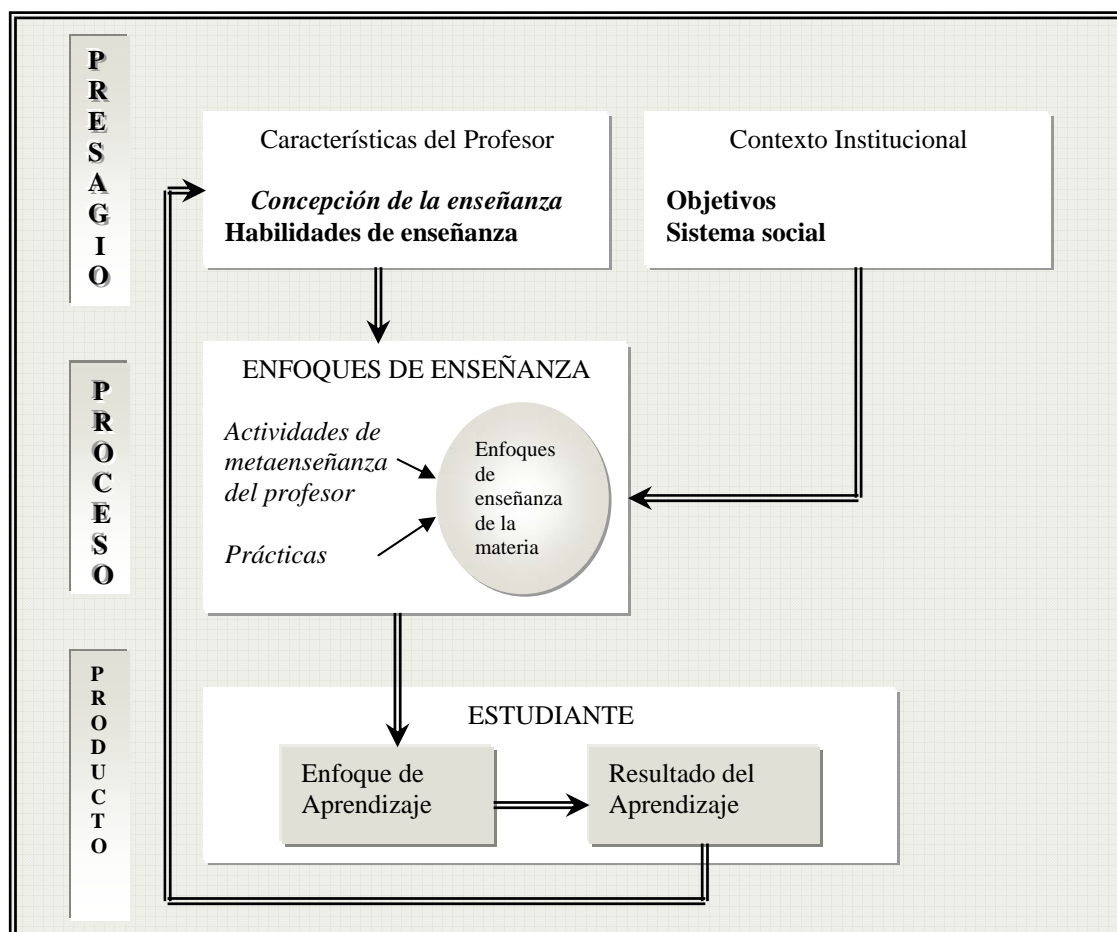 PRESAGIO
Características del Profesor
Concepción de la enseñanza
Habilidades de enseñanza
Contexto Institucional
Objetivos
Sistema social
PROCESO
ENFOQUES DE ENSEÑANZA
Actividades de
metaenseñanza
del profesor
Prácticas
Enfoques
de
enseñanza
de la
materia
PRODUCTO
ESTUDIANTE
Enfoque de
Aprendizaje
Resultado del
Aprendizaje